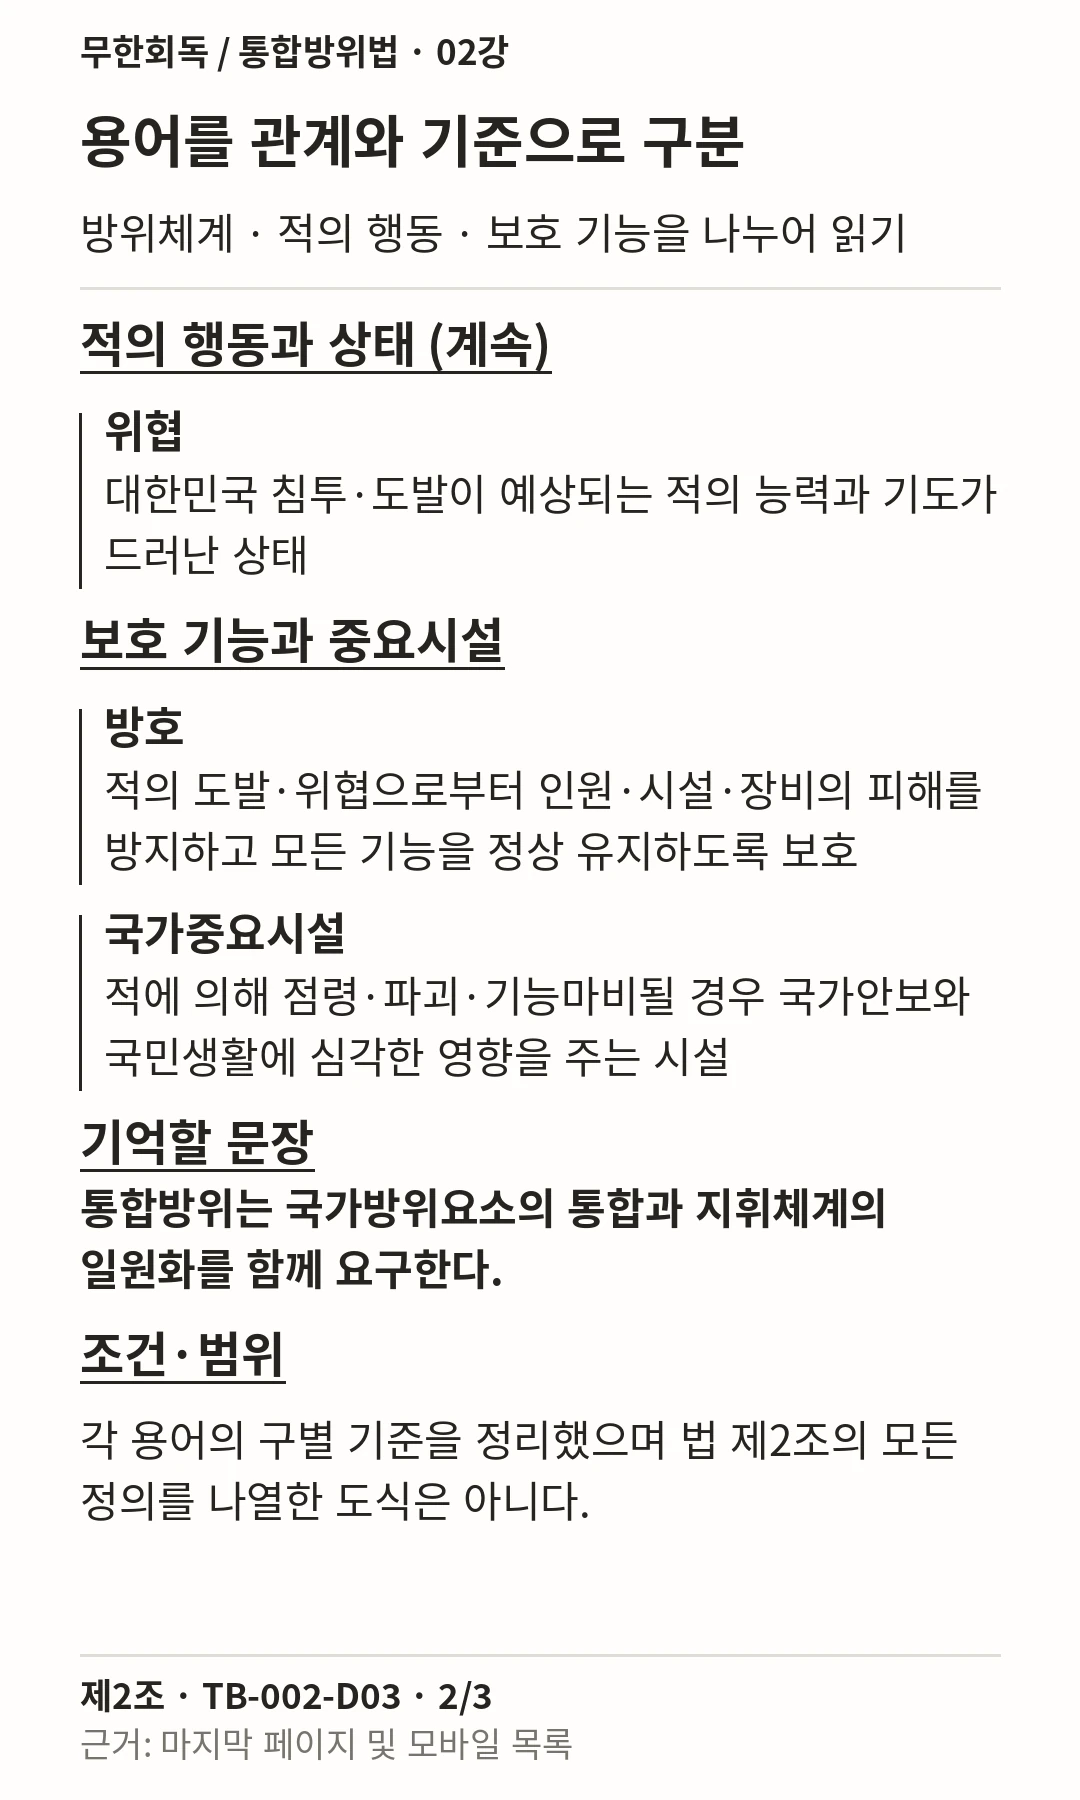 무한회독 / 통합방위법 · 02강
용어를 관계와 기준으로 구분
방위체계 · 적의 행동 · 보호 기능을 나누어 읽기
적의 행동과 상태 (계속)
위협
대한민국 침투·도발이 예상되는 적의 능력과 기도가
드러난 상태
보호 기능과 중요시설
방호
적의 도발·위협으로부터 인원·시설·장비의 피해를
방지하고 모든 기능을 정상 유지하도록 보호
국가중요시설
적에 의해 점령·파괴·기능마비될 경우 국가안보와
국민생활에 심각한 영향을 주는 시설
기억할 문장
통합방위는 국가방위요소의 통합과 지휘체계의
일원화를 함께 요구한다.
조건·범위
각 용어의 구별 기준을 정리했으며 법 제2조의 모든
정의를 나열한 도식은 아니다.
제2조 · TB-002-D03 · 2/3
근거: 마지막 페이지 및 모바일 목록